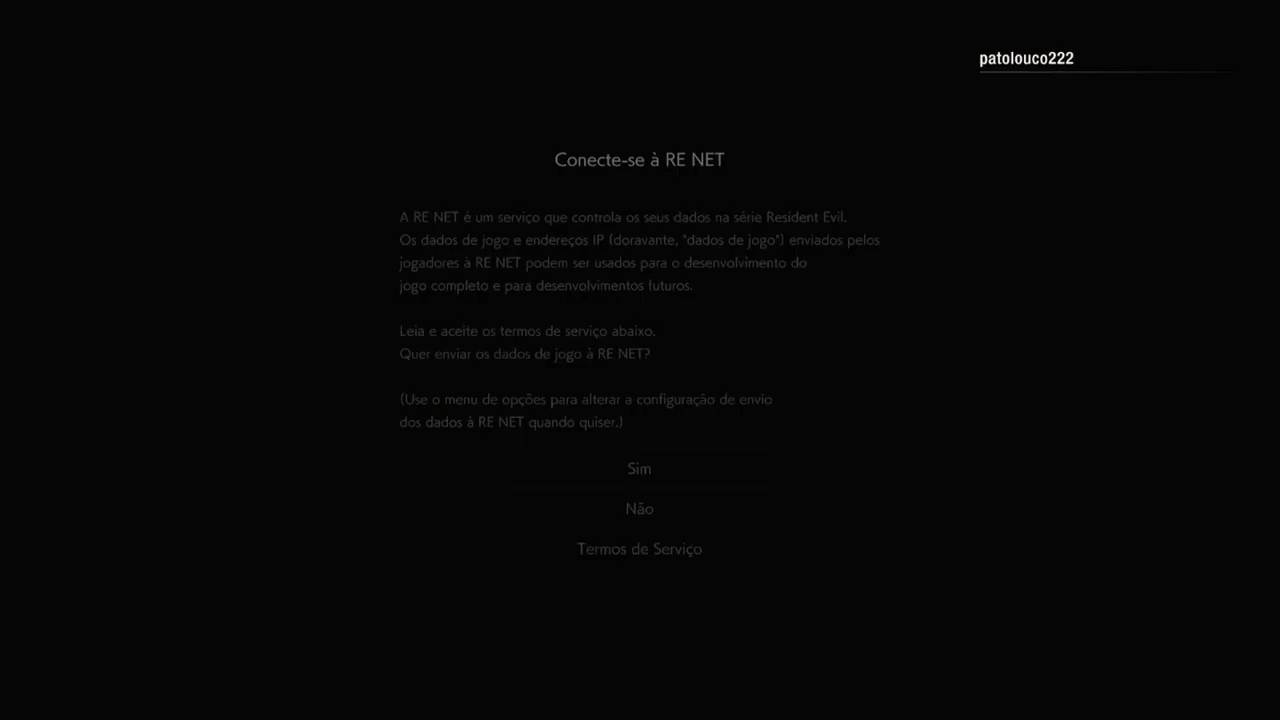 patolouco222
Conecte-se à RE NET
A RE NET é um serviço que controla os seus dados na série Resident Evil.
Os dados de jogo e endereços IP (doravante, "dados de jogo") enviados pelos
jogadores à RE NET podem ser usados para o desenvolvimento do
jogo completo e para desenvolvimentos futuros.
Leia e aceite os termos de serviço abaixo.
Quer enviar os dados de jogo à RE NET?
(Use o menu de opções para alterar a configuração de envio
dos dados à RE NET quando quiser.)
Sim
Não
Termos de Serviço